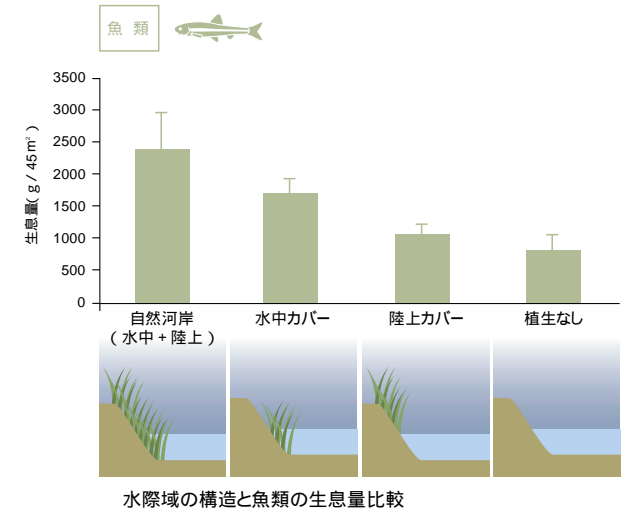 魚 類
3500
3000
2500
2000
1500
1000
500
0
生息量( g / 45㎡ )
自然河岸
( 水中 + 陸上 )
水中カバー
陸上カバー
植生なし
水際域の構造と魚類の生息量比較